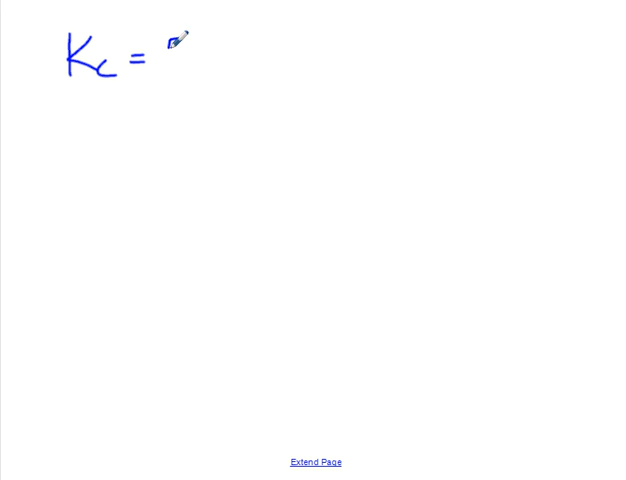 Kc =
Extend Page